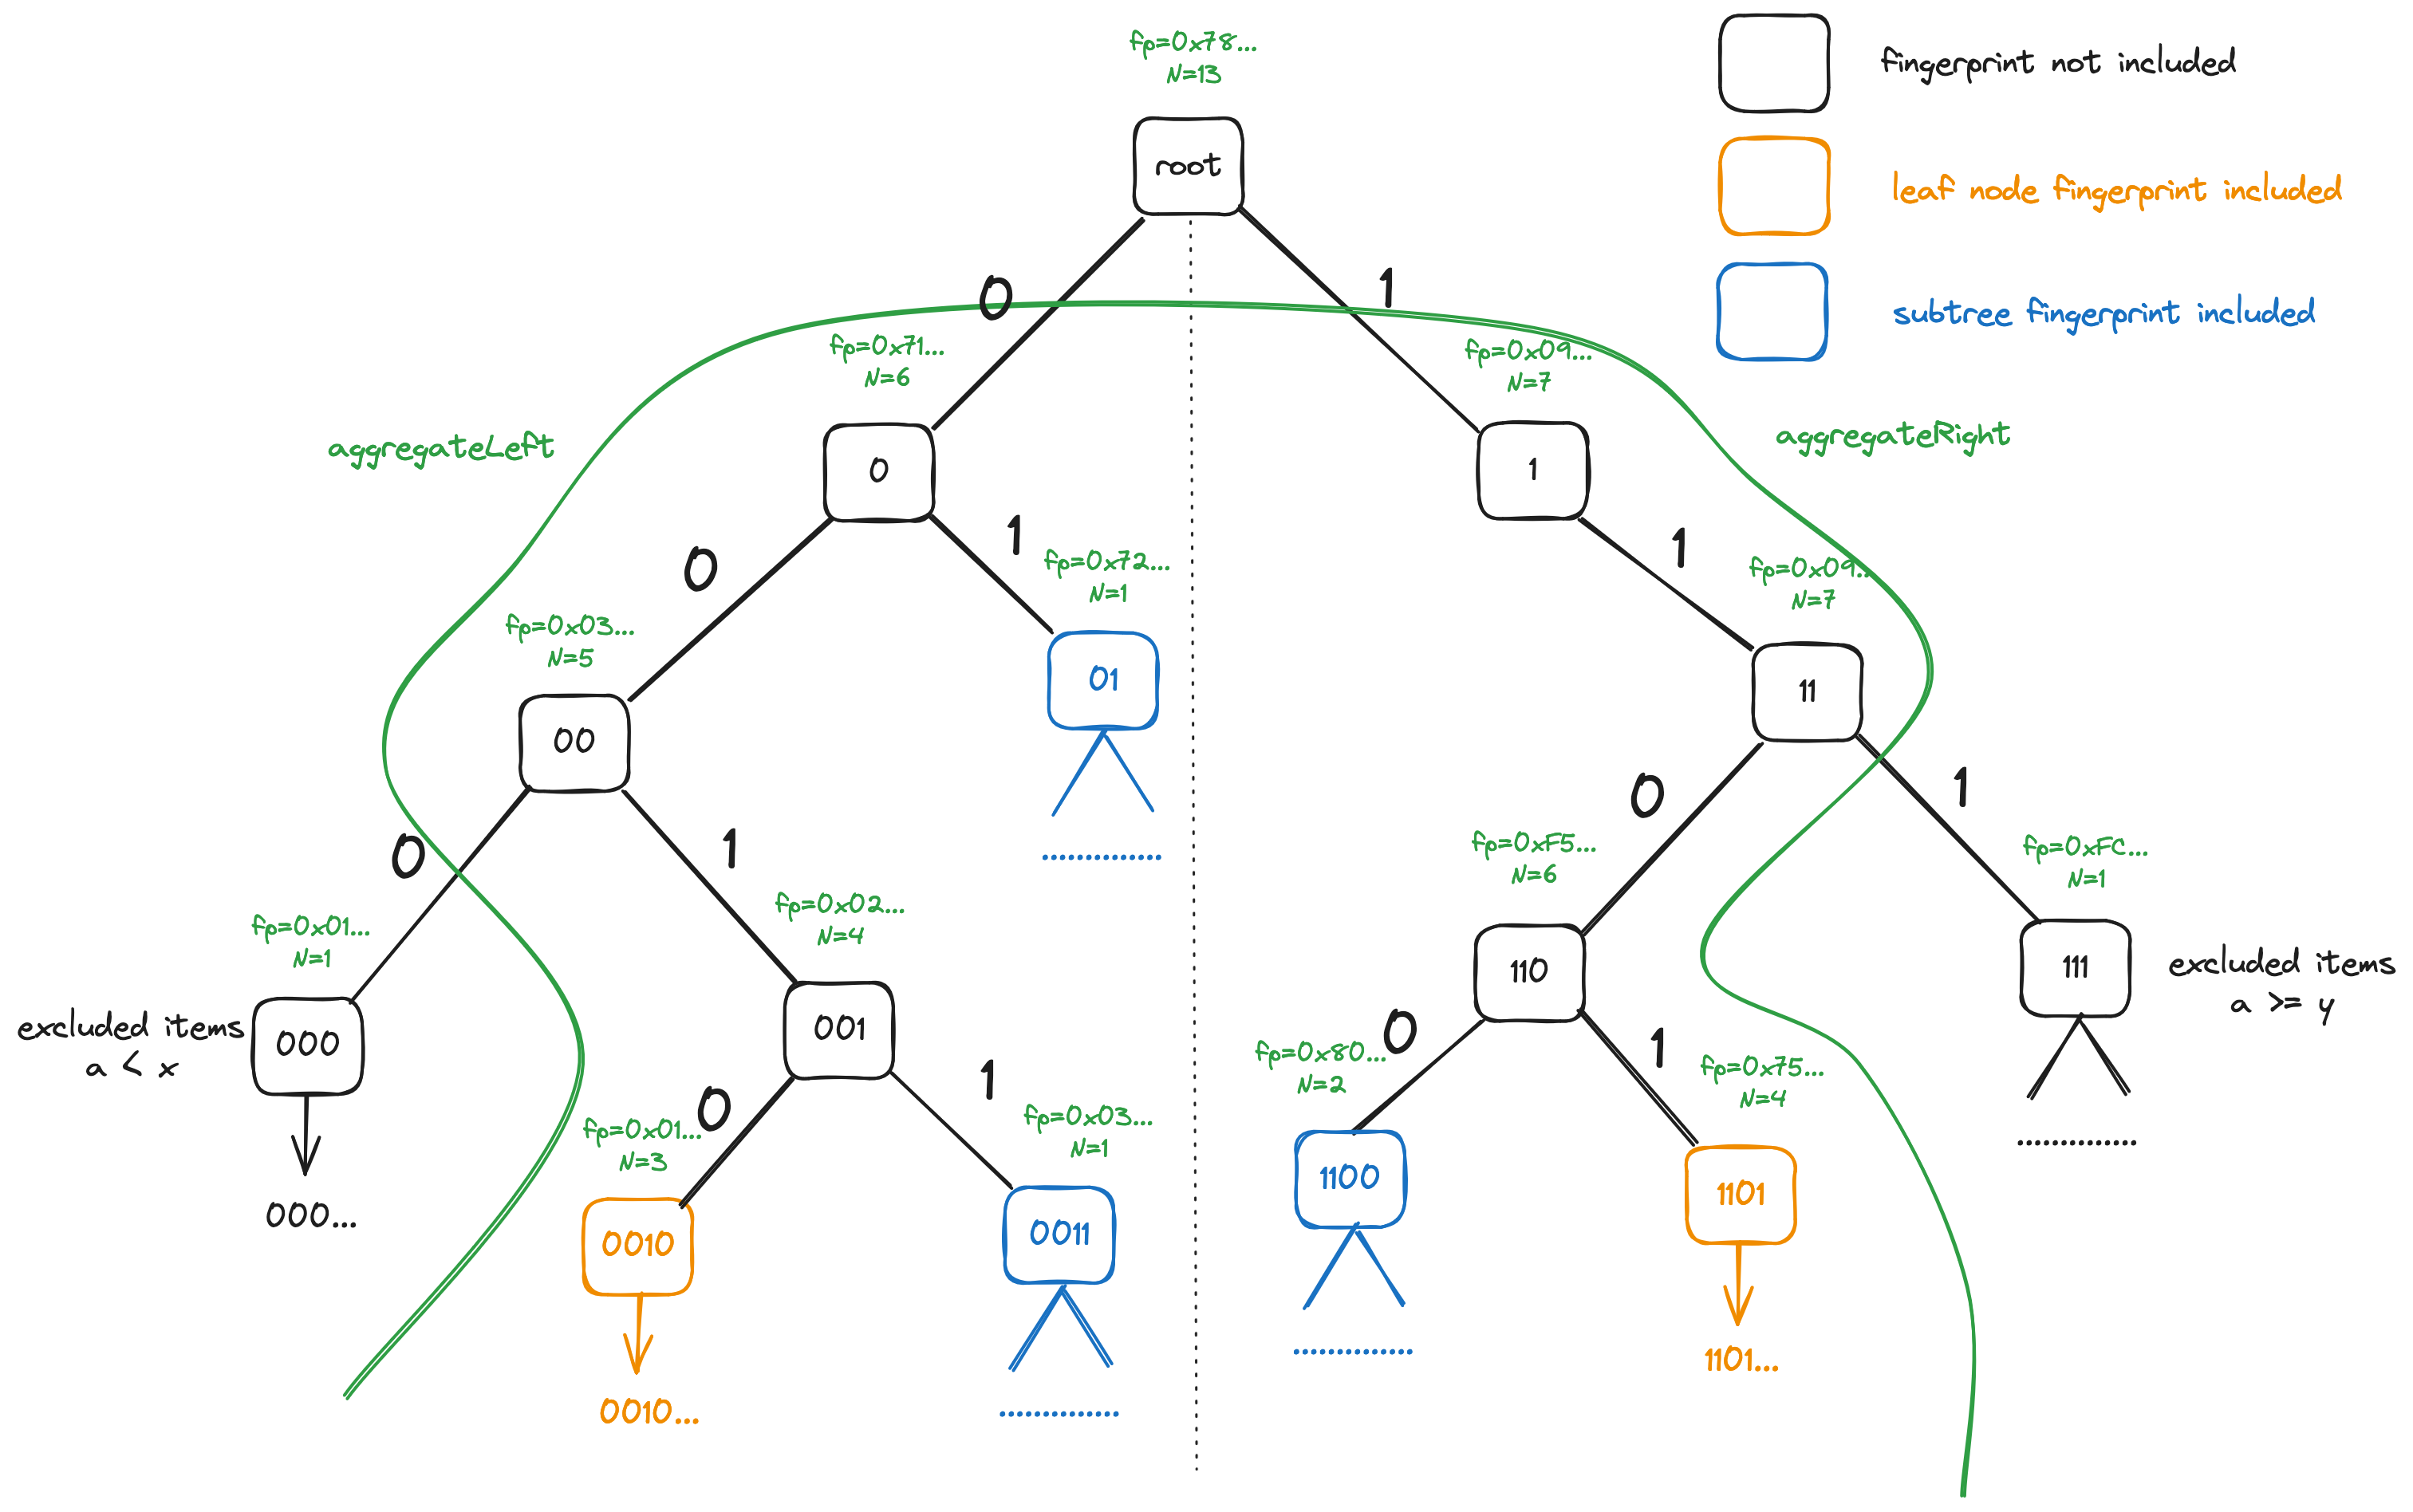 fp=0x78...
N=13
root
fingerprint not included
leaf node fingerprint included
subtree fingerprint included
0
1
fp=0x71...
N=6
fp=0x09...
N=7
aggregateLeft
aggregateRight
0
1
0
1
1
fp=0x72...
N=1
fp=0x09...
N=7
fp=0x03...
N=5
01
11
00
0
1
0
1
fp=0x01...
N=1
fp=0x02...
N=4
fp=0xF5...
N=6
fp=0xFC...
N=1
excluded items
a < x
000
001
110
111
excluded items
a >= y
0
1
0
1
fp=0x01...
N=3
fp=0x03...
N=1
fp=0x80...
N=2
fp=0x75...
N=4
000...
0010
0011
1100
1101
0010...
1101...